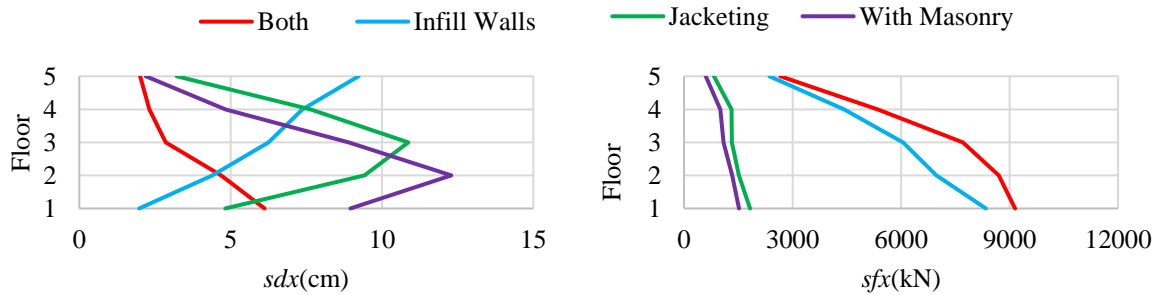 Both
Infill Walls
Jacketing
With Masonry
Floor
5
4
3
2
1
0
5
10
15
sdx(cm)
Floor
5
4
3
2
1
0
3000
6000
9000
12000
sfx(kN)